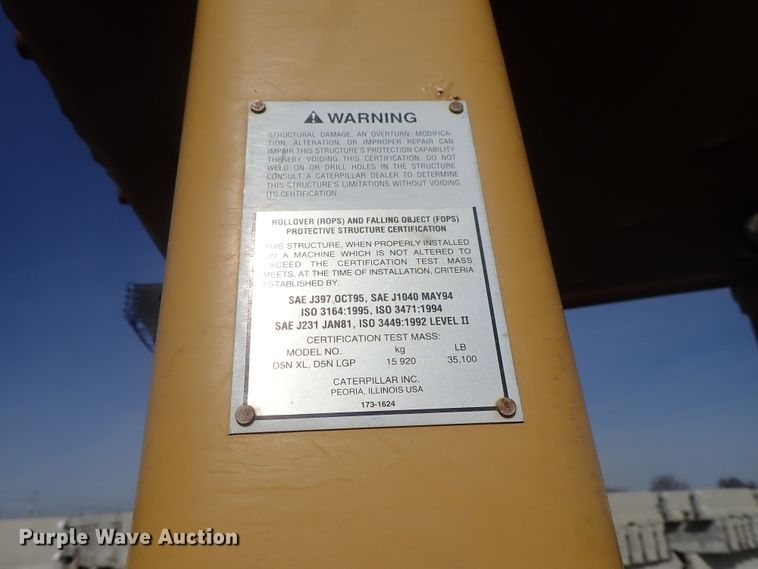 ⚠ WARNING
STRUCTURAL DAMAGE, AN OVERTURN, MODIFICA-
TION, ALTERATION, OR IMPROPER REPAIR CAN
IMPAIR THIS STRUCTURE'S PROTECTION CAPABILITY
THEREBY VOIDING THIS CERTIFICATION. DO NOT
WELD ON OR DRILL HOLES IN THE STRUCTURE.
CONSULT A CATERPILLAR DEALER TO DETERMINE
THIS STRUCTURE'S LIMITATIONS WITHOUT VOIDING
ITS CERTIFICATION.
ROLLOVER (ROPS) AND FALLING OBJECT (FOPS)
PROTECTIVE STRUCTURE CERTIFICATION
THIS STRUCTURE, WHEN PROPERLY INSTALLED
ON A MACHINE WHICH IS NOT ALTERED TO
EXCEED THE CERTIFICATION TEST MASS
MEETS, AT THE TIME OF INSTALLATION, CRITERIA
ESTABLISHED BY:
SAE J397 OCT95, SAE J1040 MAY94
ISO 3164:1995, ISO 3471:1994
SAE J231 JAN81, ISO 3449:1992 LEVEL II
CERTIFICATION TEST MASS:
MODEL NO. kg LB
D5N XL, D5N LGP 15 920 35,100
CATERPILLAR INC.
PEORIA, ILLINOIS USA
173-1624
Purple Wave Auction